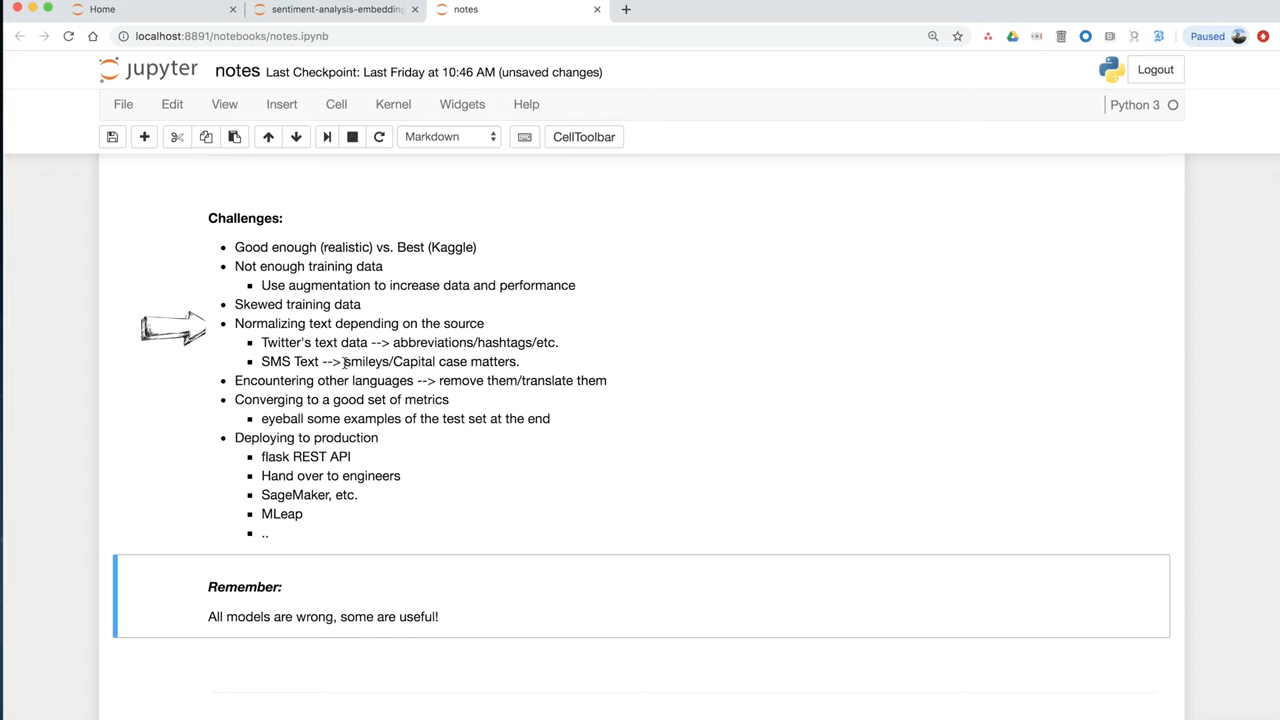 Home
sentiment-analysis-embedding
notes
localhost:8891/notebooks/notes.ipynb
Paused
jupyter notes Last Checkpoint: Last Friday at 10:46 AM (unsaved changes)
Logout
File Edit View Insert Cell Kernel Widgets Help
Python 3
Markdown
CellToolbar
Challenges:
Good enough (realistic) vs. Best (Kaggle)
Not enough training data
Use augmentation to increase data and performance
Skewed training data
Normalizing text depending on the source
Twitter's text data --> abbreviations/hashtags/etc.
SMS Text --> smileys/Capital case matters.
Encountering other languages --> remove them/translate them
Converging to a good set of metrics
eyeball some examples of the test set at the end
Deploying to production
flask REST API
Hand over to engineers
SageMaker, etc.
MLeap
..
Remember:
All models are wrong, some are useful!